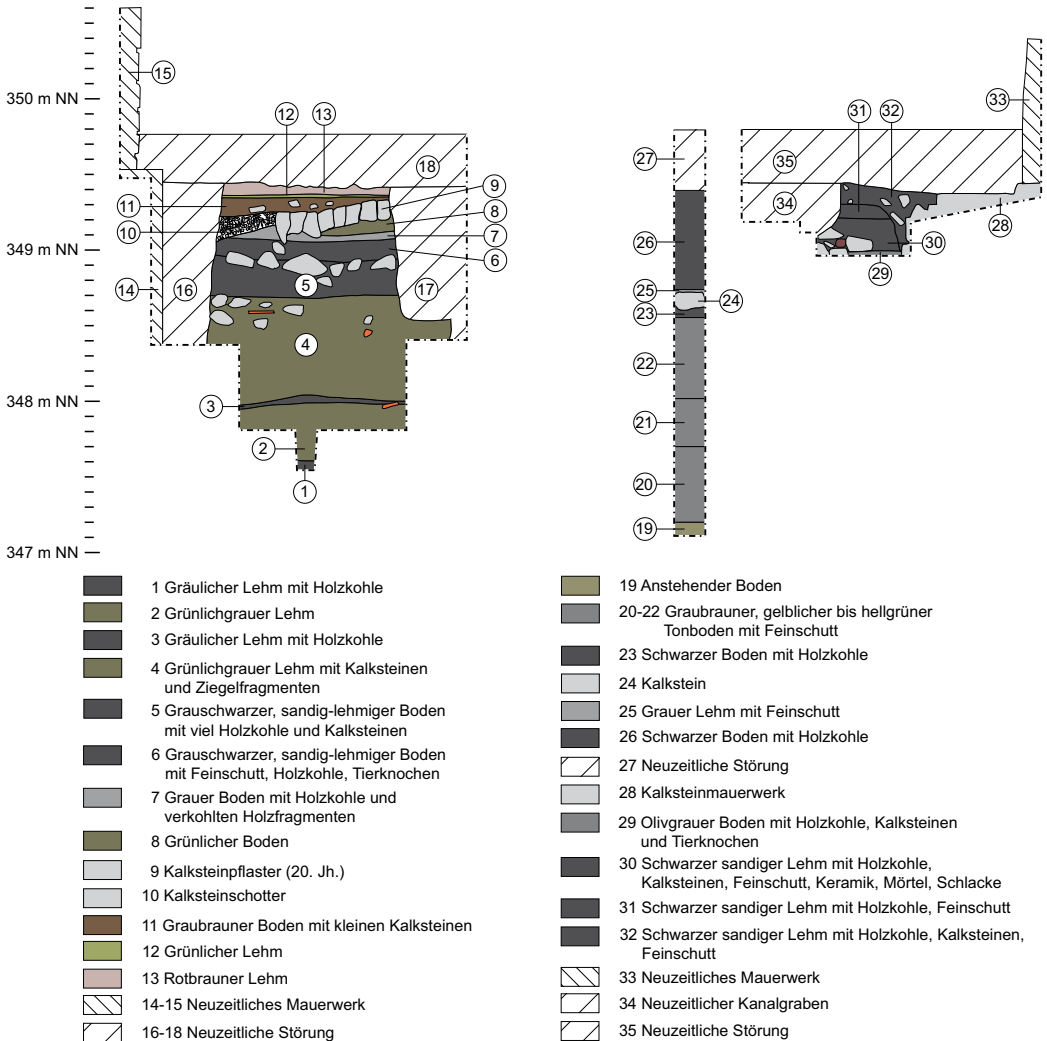 350 m NN
349 m NN
348 m NN
347 m NN
15
12
13
18
9
11
8
10
7
6
14
16
5
17
4
3
2
1
27
26
25
24
23
22
21
20
19
31
32
33
35
34
28
30
29
1 Gräulicher Lehm mit Holzkohle
2 Grünlichgrauer Lehm
3 Gräulicher Lehm mit Holzkohle
4 Grünlichgrauer Lehm mit Kalksteinen
und Ziegelfragmenten
5 Grauschwarzer, sandig-lehmiger Boden
mit viel Holzkohle und Kalksteinen
6 Grauschwarzer, sandig-lehmiger Boden
mit Feinschutt, Holzkohle, Tierknochen
7 Grauer Boden mit Holzkohle und
verkohlten Holzfragmenten
8 Grünlicher Boden
9 Kalksteinpflaster (20. Jh.)
10 Kalksteinschotter
11 Graubrauner Boden mit kleinen Kalksteinen
12 Grünlicher Lehm
13 Rotbrauner Lehm
14-15 Neuzeitliches Mauerwerk
16-18 Neuzeitliche Störung
19 Anstehender Boden
20-22 Graubrauner, gelblicher bis hellgrüner
Tonboden mit Feinschutt
23 Schwarzer Boden mit Holzkohle
24 Kalkstein
25 Grauer Lehm mit Feinschutt
26 Schwarzer Boden mit Holzkohle
27 Neuzeitliche Störung
28 Kalksteinmauerwerk
29 Olivgrauer Boden mit Holzkohle, Kalksteinen
und Tierknochen
30 Schwarzer sandiger Lehm mit Holzkohle,
Kalksteinen, Feinschutt, Keramik, Mörtel, Schlacke
31 Schwarzer sandiger Lehm mit Holzkohle, Feinschutt
32 Schwarzer sandiger Lehm mit Holzkohle, Kalksteinen,
Feinschutt
33 Neuzeitliches Mauerwerk
34 Neuzeitlicher Kanalgraben
35 Neuzeitliche Störung